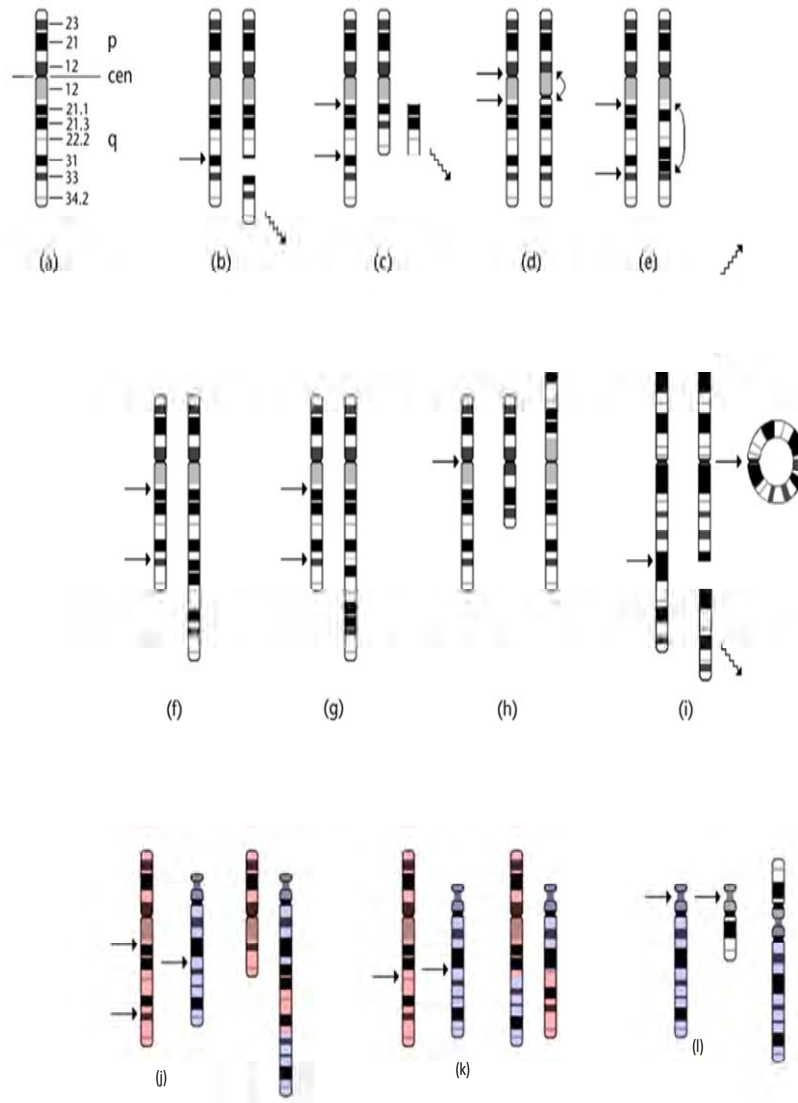 23
21 p
12
cen
12
21.1
21.3
22.2 q
31
33
34.2
(a) (b) (c) (d) (e)
(f) (g) (h) (i)
(j) (k) (l)